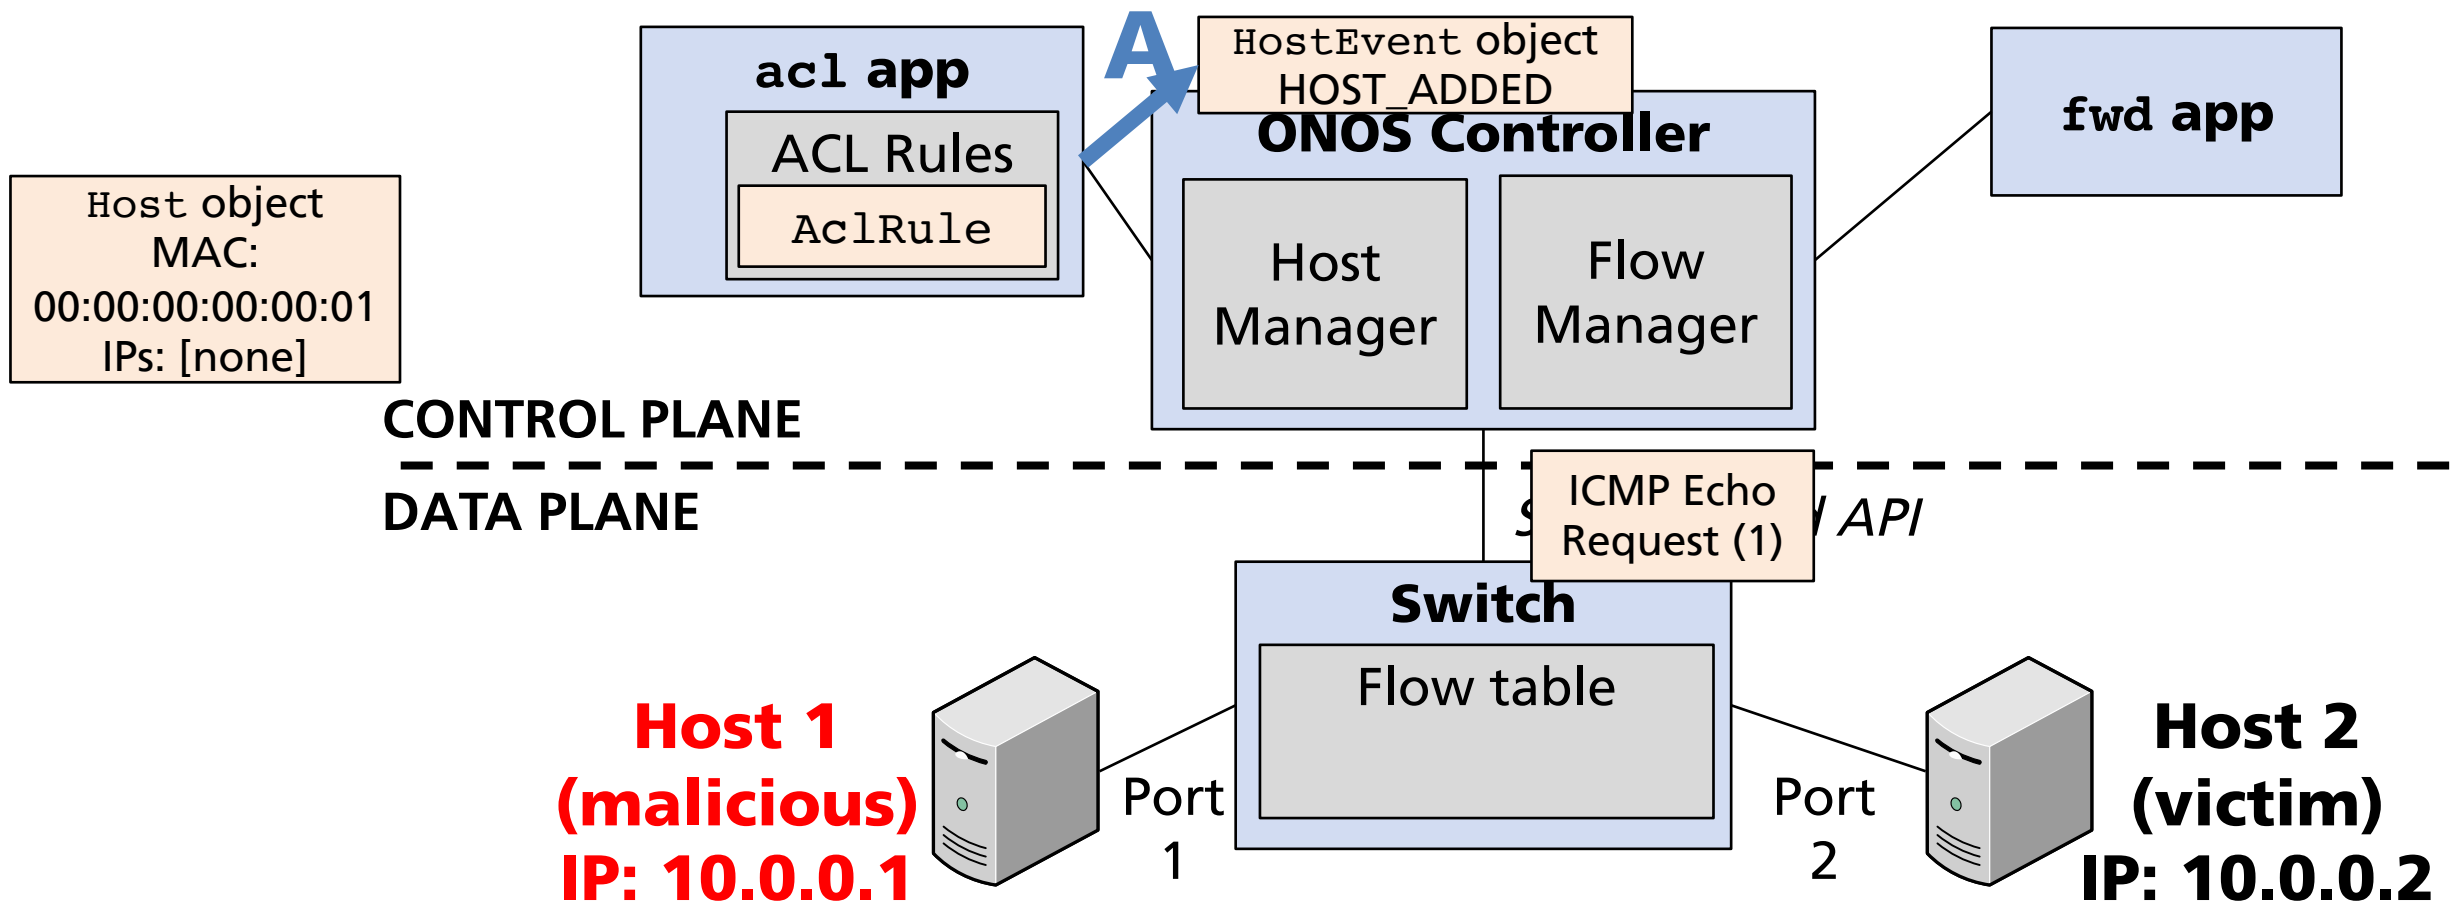 acl app
ACL Rules
AclRule
A
HostEvent object
HOST_ADDED
ONOS Controller
Host
Manager
Flow
Manager
fwd app
Host object
MAC:
00:00:00:00:00:01
IPs: [none]
CONTROL PLANE
DATA PLANE
ICMP Echo
Request (1)
API
Switch
Flow table
Host 1
(malicious)
IP: 10.0.0.1
Port
1
Port
2
Host 2
(victim)
IP: 10.0.0.2